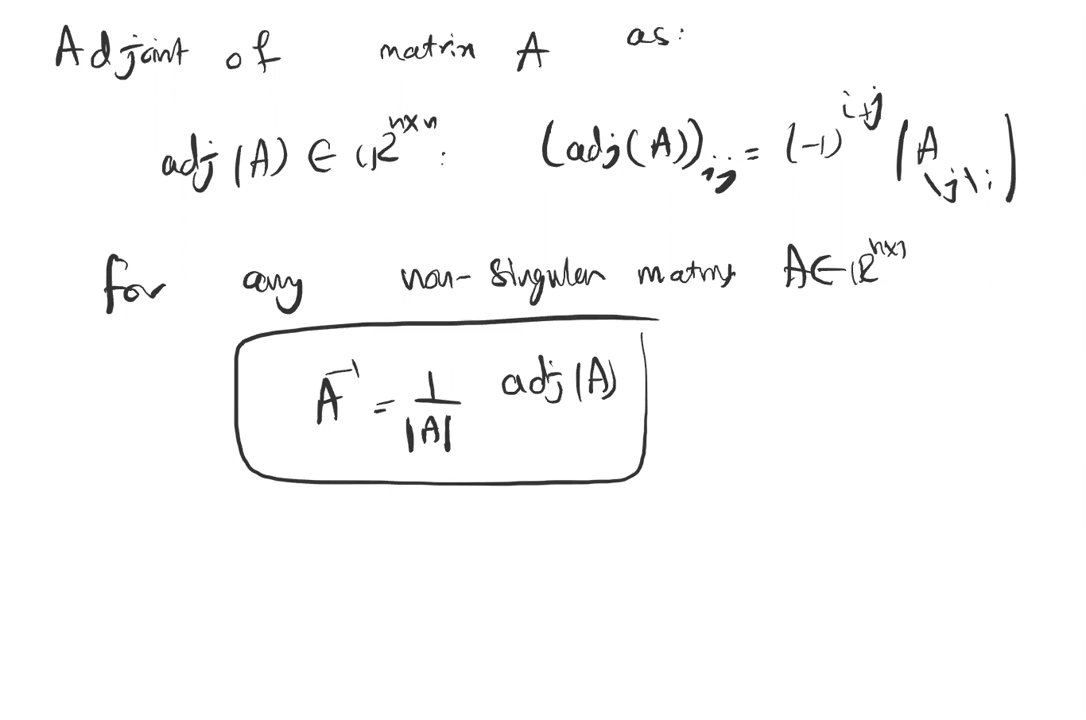 Adjoint of matrix A as:
adj(A) ∈ ℝ^{n×n}: (adj(A))_{ij} = (-1)^{i+j} |A_{\j\i}|
For any non-singular matrix A∈ℝ^{n×n}
A^{-1} = 1/|A| adj(A)